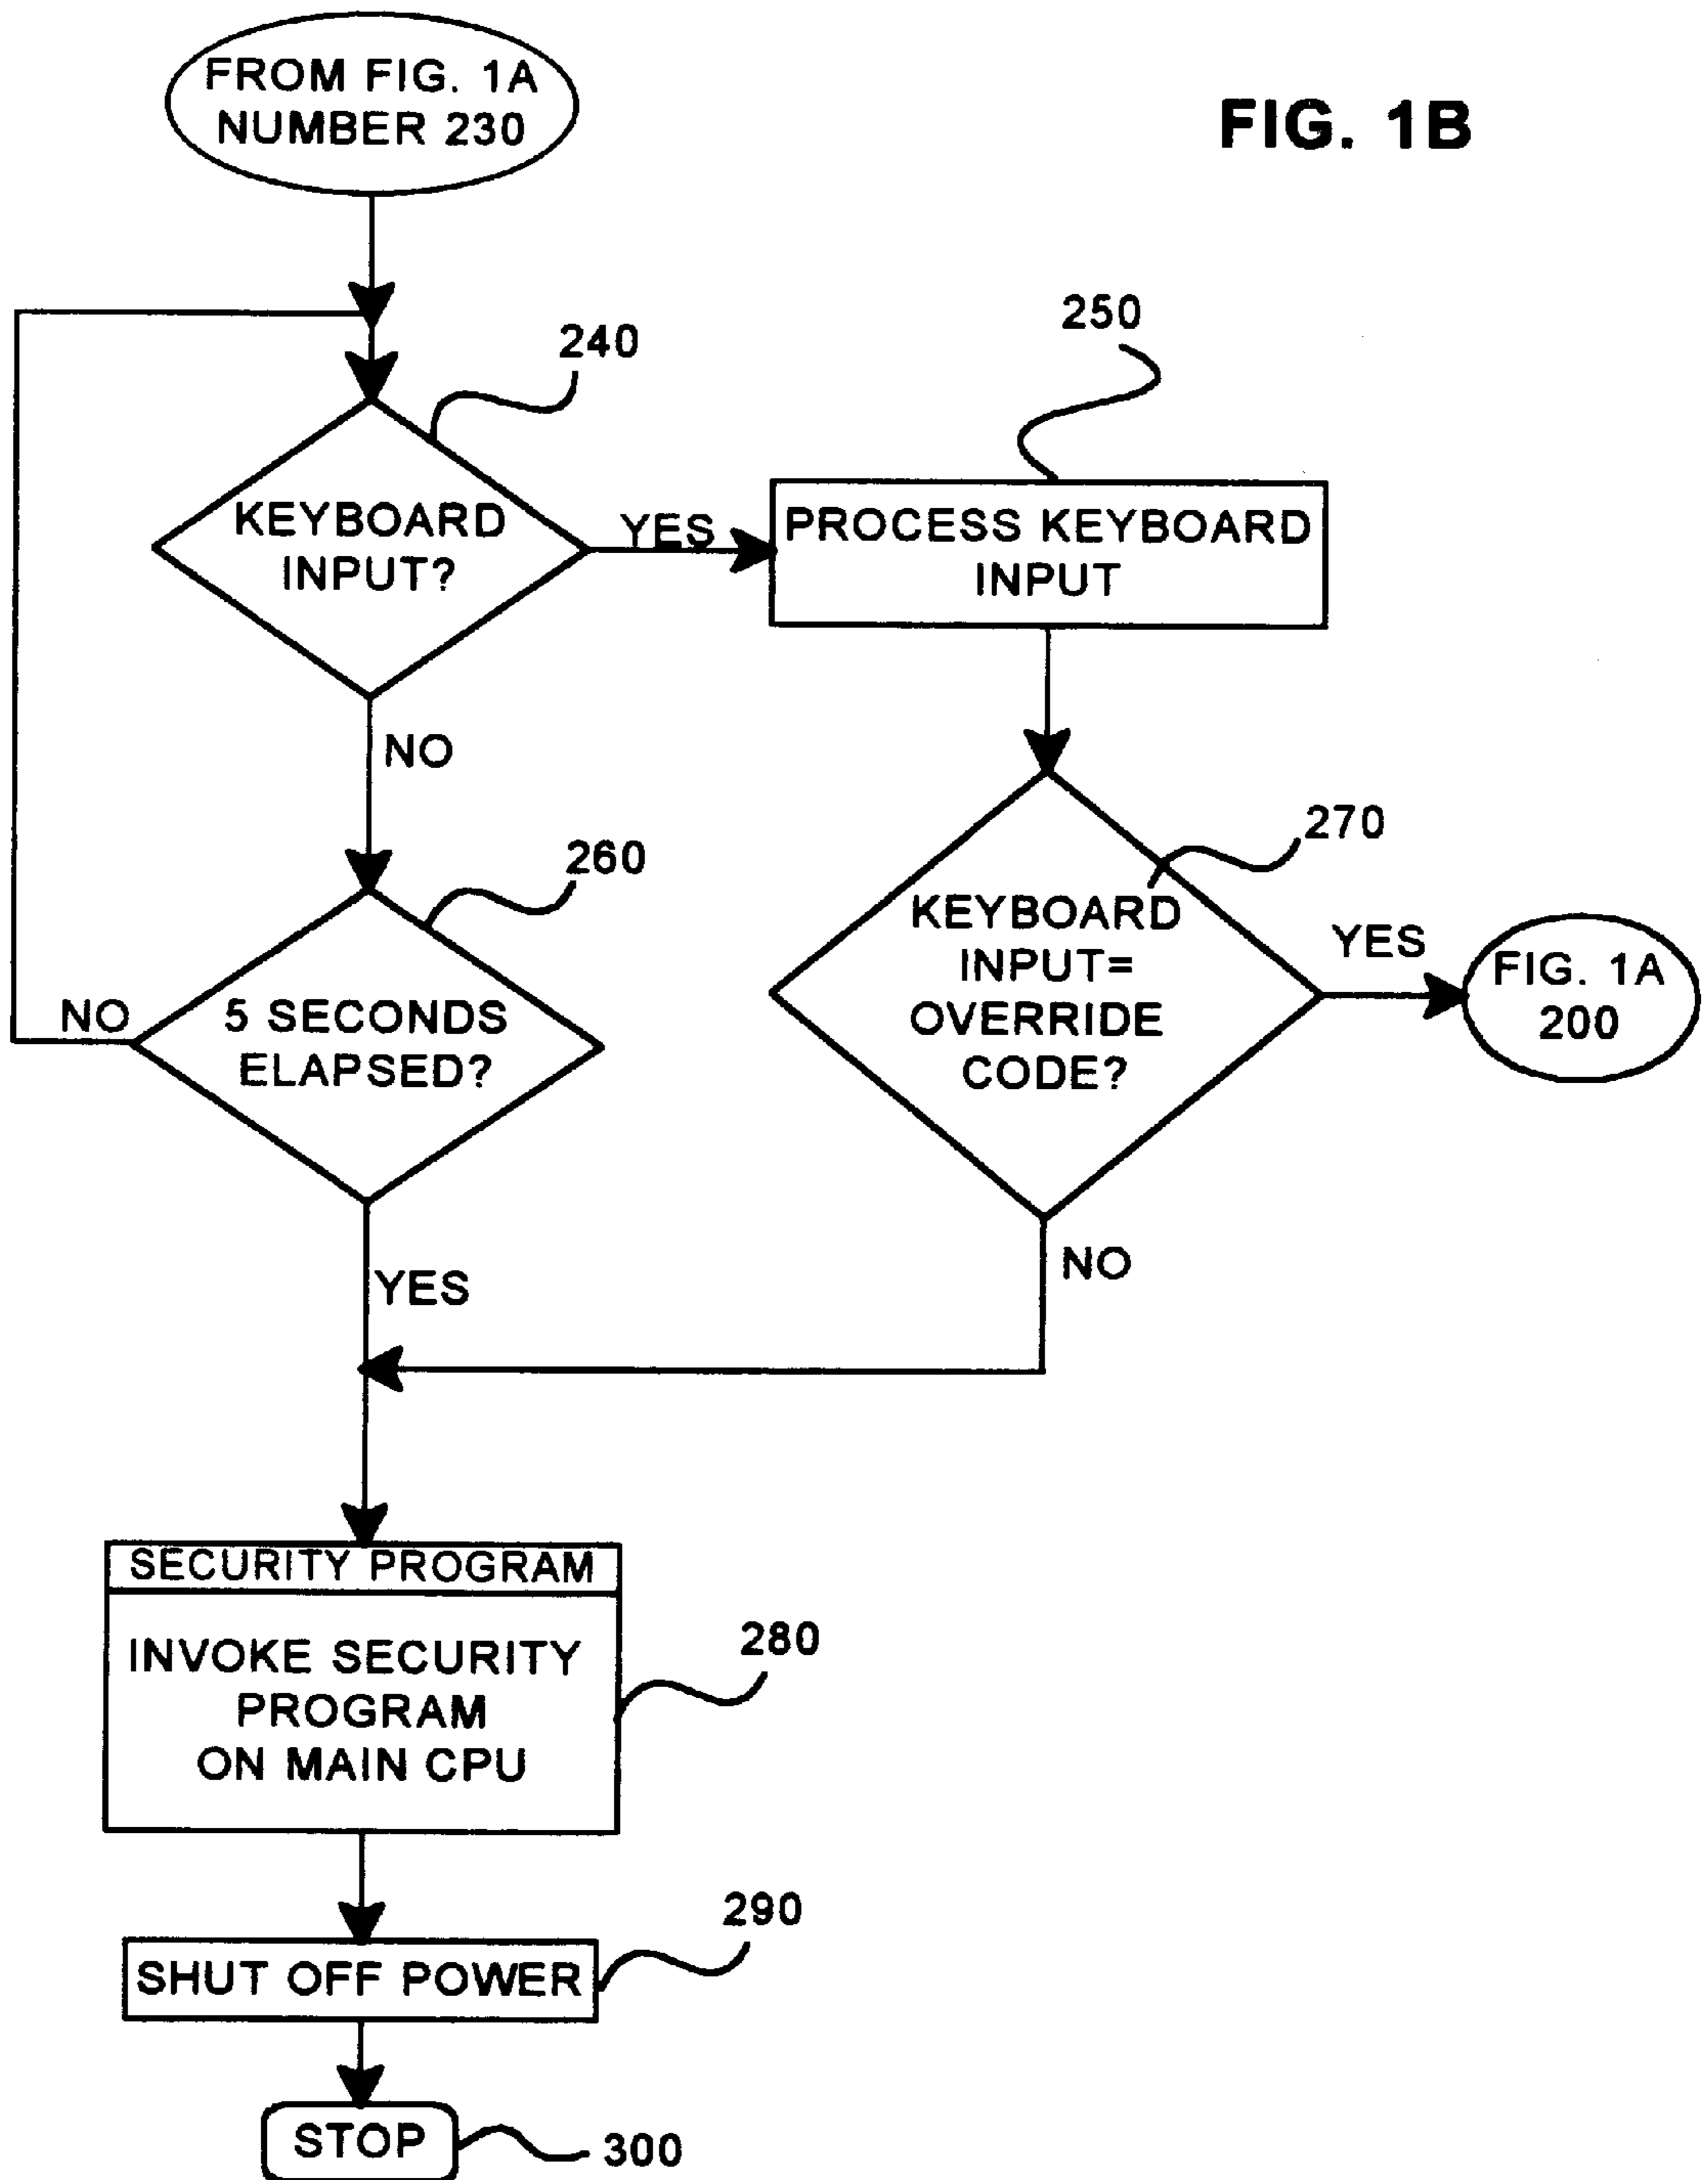 FROM FIG. 1A
NUMBER 230
FIG. 1B
240
250
KEYBOARD
INPUT?
YES
PROCESS KEYBOARD
INPUT
NO
260
270
KEYBOARD
INPUT=
OVERRIDE
CODE?
YES
FIG. 1A
200
NO
5 SECONDS
ELAPSED?
YES
NO
SECURITY PROGRAM
INVOKE SECURITY
PROGRAM
ON MAIN CPU
280
290
SHUT OFF POWER
STOP
300